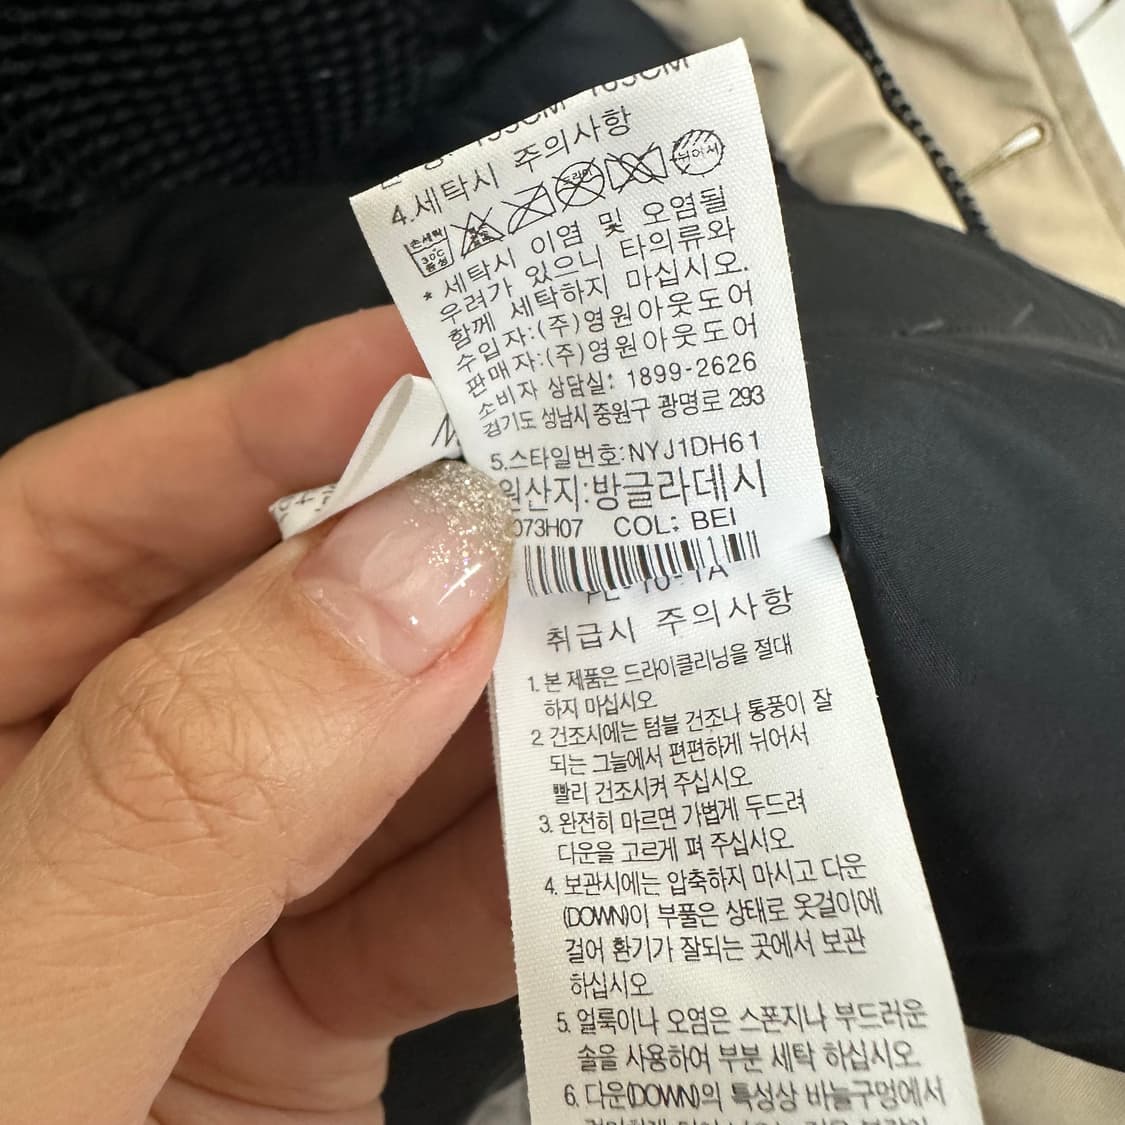 163CM
4.세탁시 주의사항
손세탁 30℃ 중성 드라이 뉘어서
* 세탁시 이염 및 오염될
우려가 있으니 타의류와
함께 세탁하지 마십시오.
수입자:(주)영원아웃도어
판매자:(주)영원아웃도어
소비자 상담실: 1899-2626
경기도 성남시 중원구 광명로 293
5.스타일번호:NYJ1DH61
원산지:방글라데시
073H07 COL: BEI
취급시 주의사항
1. 본 제품은 드라이클리닝을 절대
하지 마십시오
2. 건조시에는 텀블 건조나 통풍이 잘
되는 그늘에서 편편하게 뉘어서
빨리 건조시켜 주십시오
3. 완전히 마르면 가볍게 두드려
다운을 고르게 펴 주십시오
4. 보관시에는 압축하지 마시고 다운
(DOWN)이 부풀은 상태로 옷걸이에
걸어 환기가 잘되는 곳에서 보관
하십시오
5. 얼룩이나 오염은 스폰지나 부드러운
솔을 사용하여 부분 세탁 하십시오
6. 다운(DOWN)의 특성상 바늘구멍에서